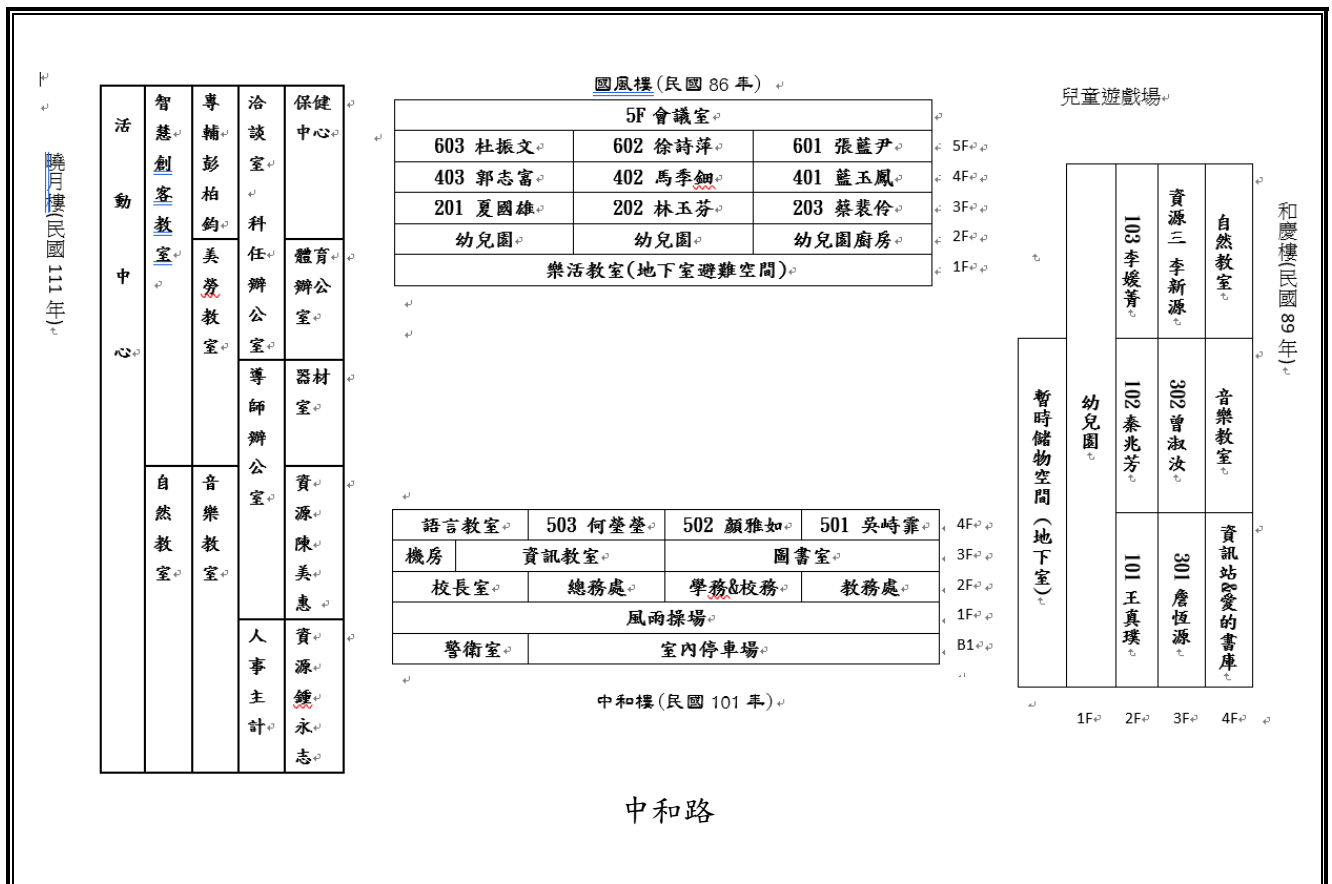 國風樓(民國 86 年)
兒童遊戲場
曉月樓(民國 111 年)
活動中心
智慧創客教室
自然教室
專輔彭柏鈞
美勞教室
音樂教室
洽談室
科任辦公室
導師辦公室
人事主計
保健中心
體育辦公室
器材室
資源陳美惠
資源鍾永志
5F 會議室
603 杜振文 602 徐詩萍 601 張藍尹 5F
403 郭志富 402 馬季鈿 401 藍玉鳳 4F
201 夏國雄 202 林玉芬 203 蔡裴伶 3F
幼兒園 幼兒園 幼兒園廚房 2F
樂活教室(地下室避難空間) 1F
語言教室 503 何瑩瑩 502 顏雅如 501 吳峙霏 4F
機房 資訊教室 圖書室 3F
校長室 總務處 學務&校務 教務處 2F
風雨操場 1F
警衛室 室內停車場 B1
中和樓(民國 101 年)
暫時儲物空間(地下室)
幼兒園
103 李媛菁
102 秦兆芳
101 王真璞
資源三 李新源
302 曾淑汝
301 詹恆源
自然教室
音樂教室
資訊站&愛的書庫
和慶樓(民國 89 年)
1F 2F 3F 4F
中和路